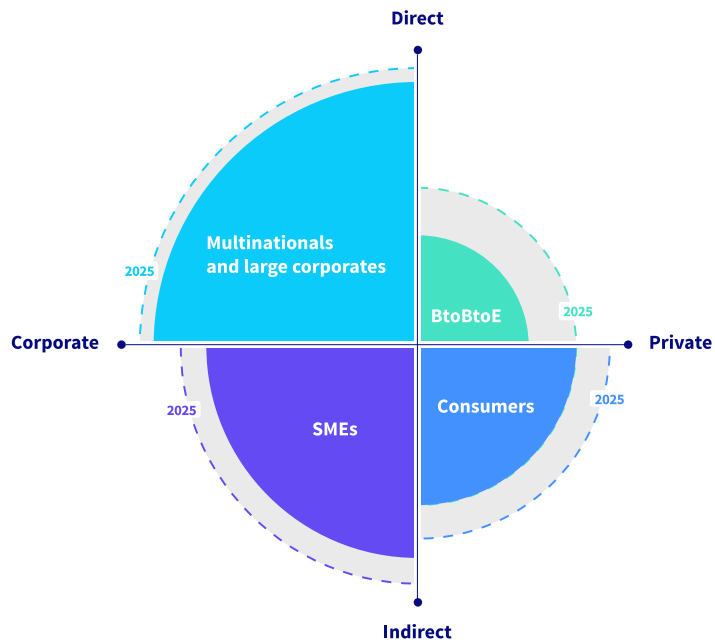 Direct
Multinationals
and large corporates
2025
BtoBtoE
2025
Corporate
Private
2025
SMEs
Consumers
2025
Indirect